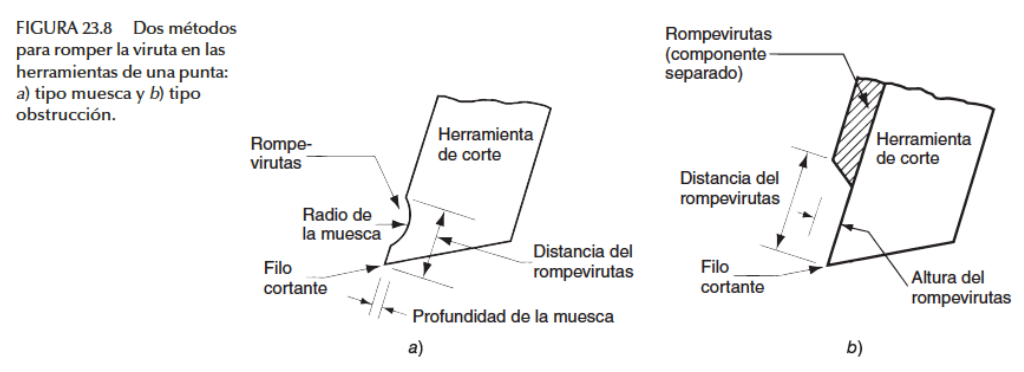 FIGURA 23.8 Dos métodos
para romper la viruta en las
herramientas de una punta:
a) tipo muesca y b) tipo
obstrucción.
Rompe-
virutas
Herramienta
de corte
Radio de
la muesca
Filo
cortante
Distancia del
rompevirutas
Profundidad de la muesca
a)
Rompevirutas
(componente
separado)
Herramienta
de corte
Distancia del
rompevirutas
Filo
cortante
Altura del
rompevirutas
b)